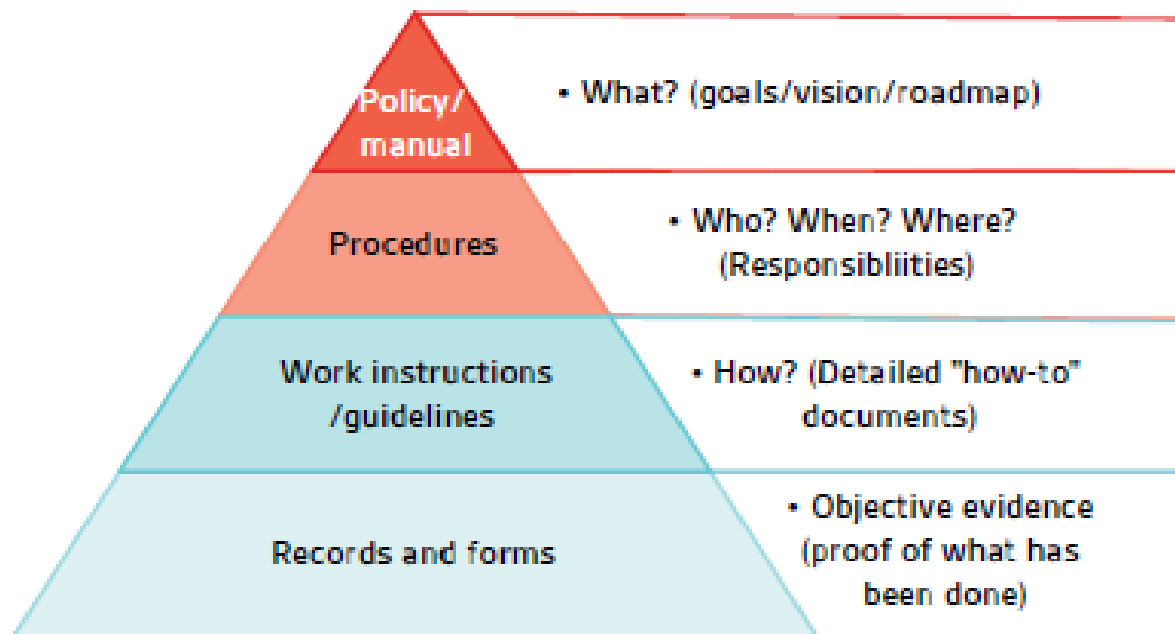 Policy/
manual
• What? (goals/vision/roadmap)
Procedures
• Who? When? Where?
(Responsibliities)
Work instructions
/guidelines
• How? (Detailed "how-to"
documents)
Records and forms
• Objective evidence
(proof of what has
been done)